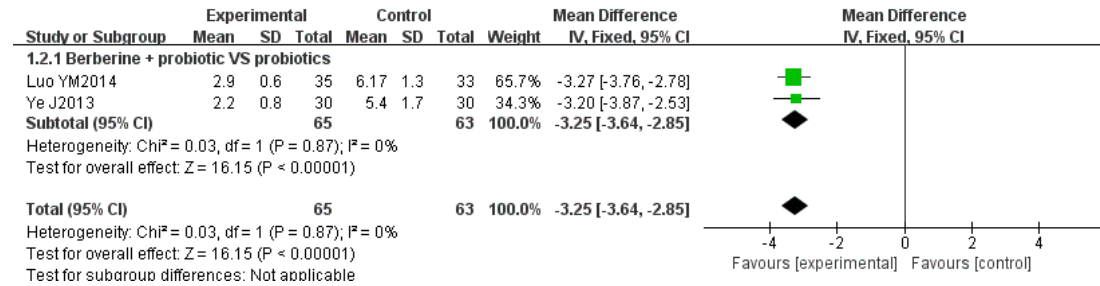 Experimental Control Mean Difference Mean Difference
Study or Subgroup Mean SD Total Mean SD Total Weight IV, Fixed, 95% CI IV, Fixed, 95% CI
1.2.1 Berberine + probiotic VS probiotics
Luo YM2014 2.9 0.6 35 6.17 1.3 33 65.7% -3.27 [-3.76, -2.78]
Ye J2013 2.2 0.8 30 5.4 1.7 30 34.3% -3.20 [-3.87, -2.53]
Subtotal (95% CI) 65 63 100.0% -3.25 [-3.64, -2.85]
Heterogeneity: Chi² = 0.03, df = 1 (P = 0.87); I² = 0%
Test for overall effect: Z = 16.15 (P < 0.00001)
Total (95% CI) 65 63 100.0% -3.25 [-3.64, -2.85]
Heterogeneity: Chi² = 0.03, df = 1 (P = 0.87); I² = 0%
Test for overall effect: Z = 16.15 (P < 0.00001)
Test for subgroup differences: Not applicable
-4 -2 0 2 4
Favours [experimental] Favours [control]